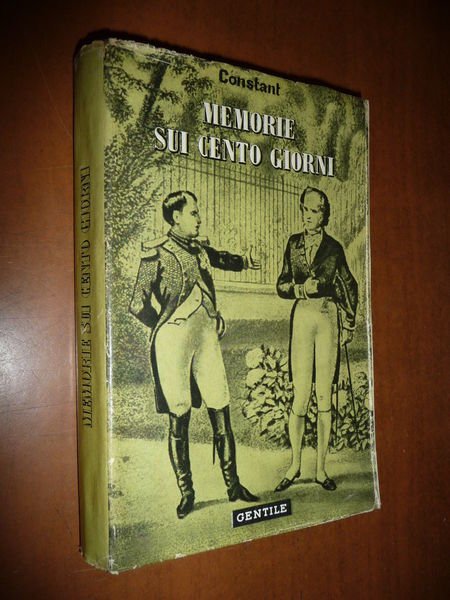 Constant
MEMORIE
SUI CENTO GIORNI
GENTILE
MEMORIE SUI CENTO GIORNI